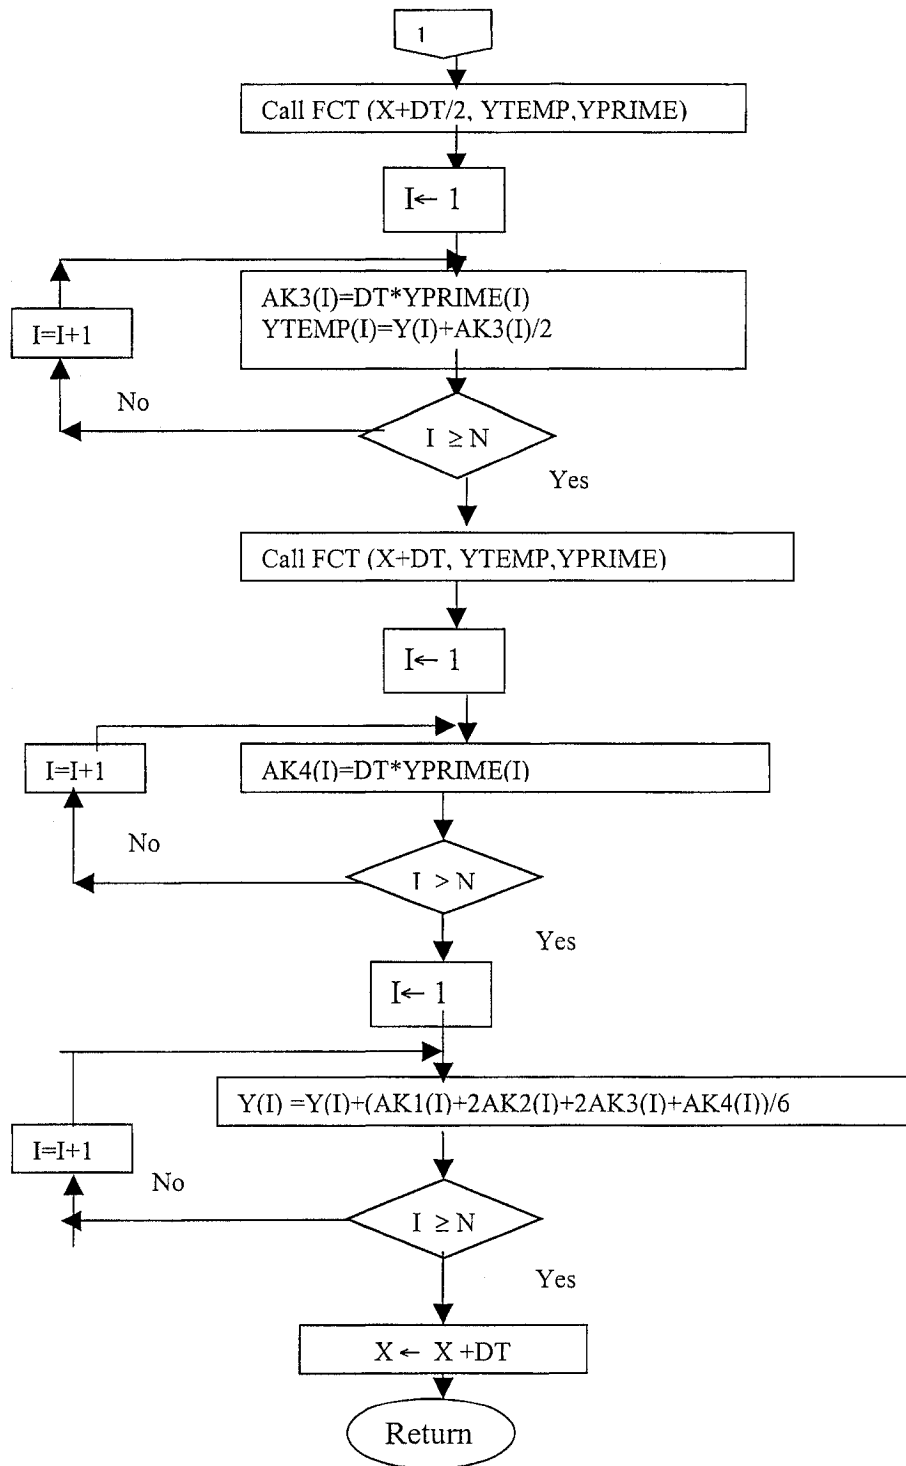 1
Call FCT (X+DT/2, YTEMP,YPRIME)
I← 1
AK3(I)=DT*YPRIME(I)
YTEMP(I)=Y(I)+AK3(I)/2
I=I+1
No
I ≥ N
Yes
Call FCT (X+DT, YTEMP,YPRIME)
I← 1
I=I+1
AK4(I)=DT*YPRIME(I)
No
I > N
Yes
I← 1
Y(I) =Y(I)+(AK1(I)+2AK2(I)+2AK3(I)+AK4(I))/6
I=I+1
No
I ≥ N
Yes
X ← X +DT
Return